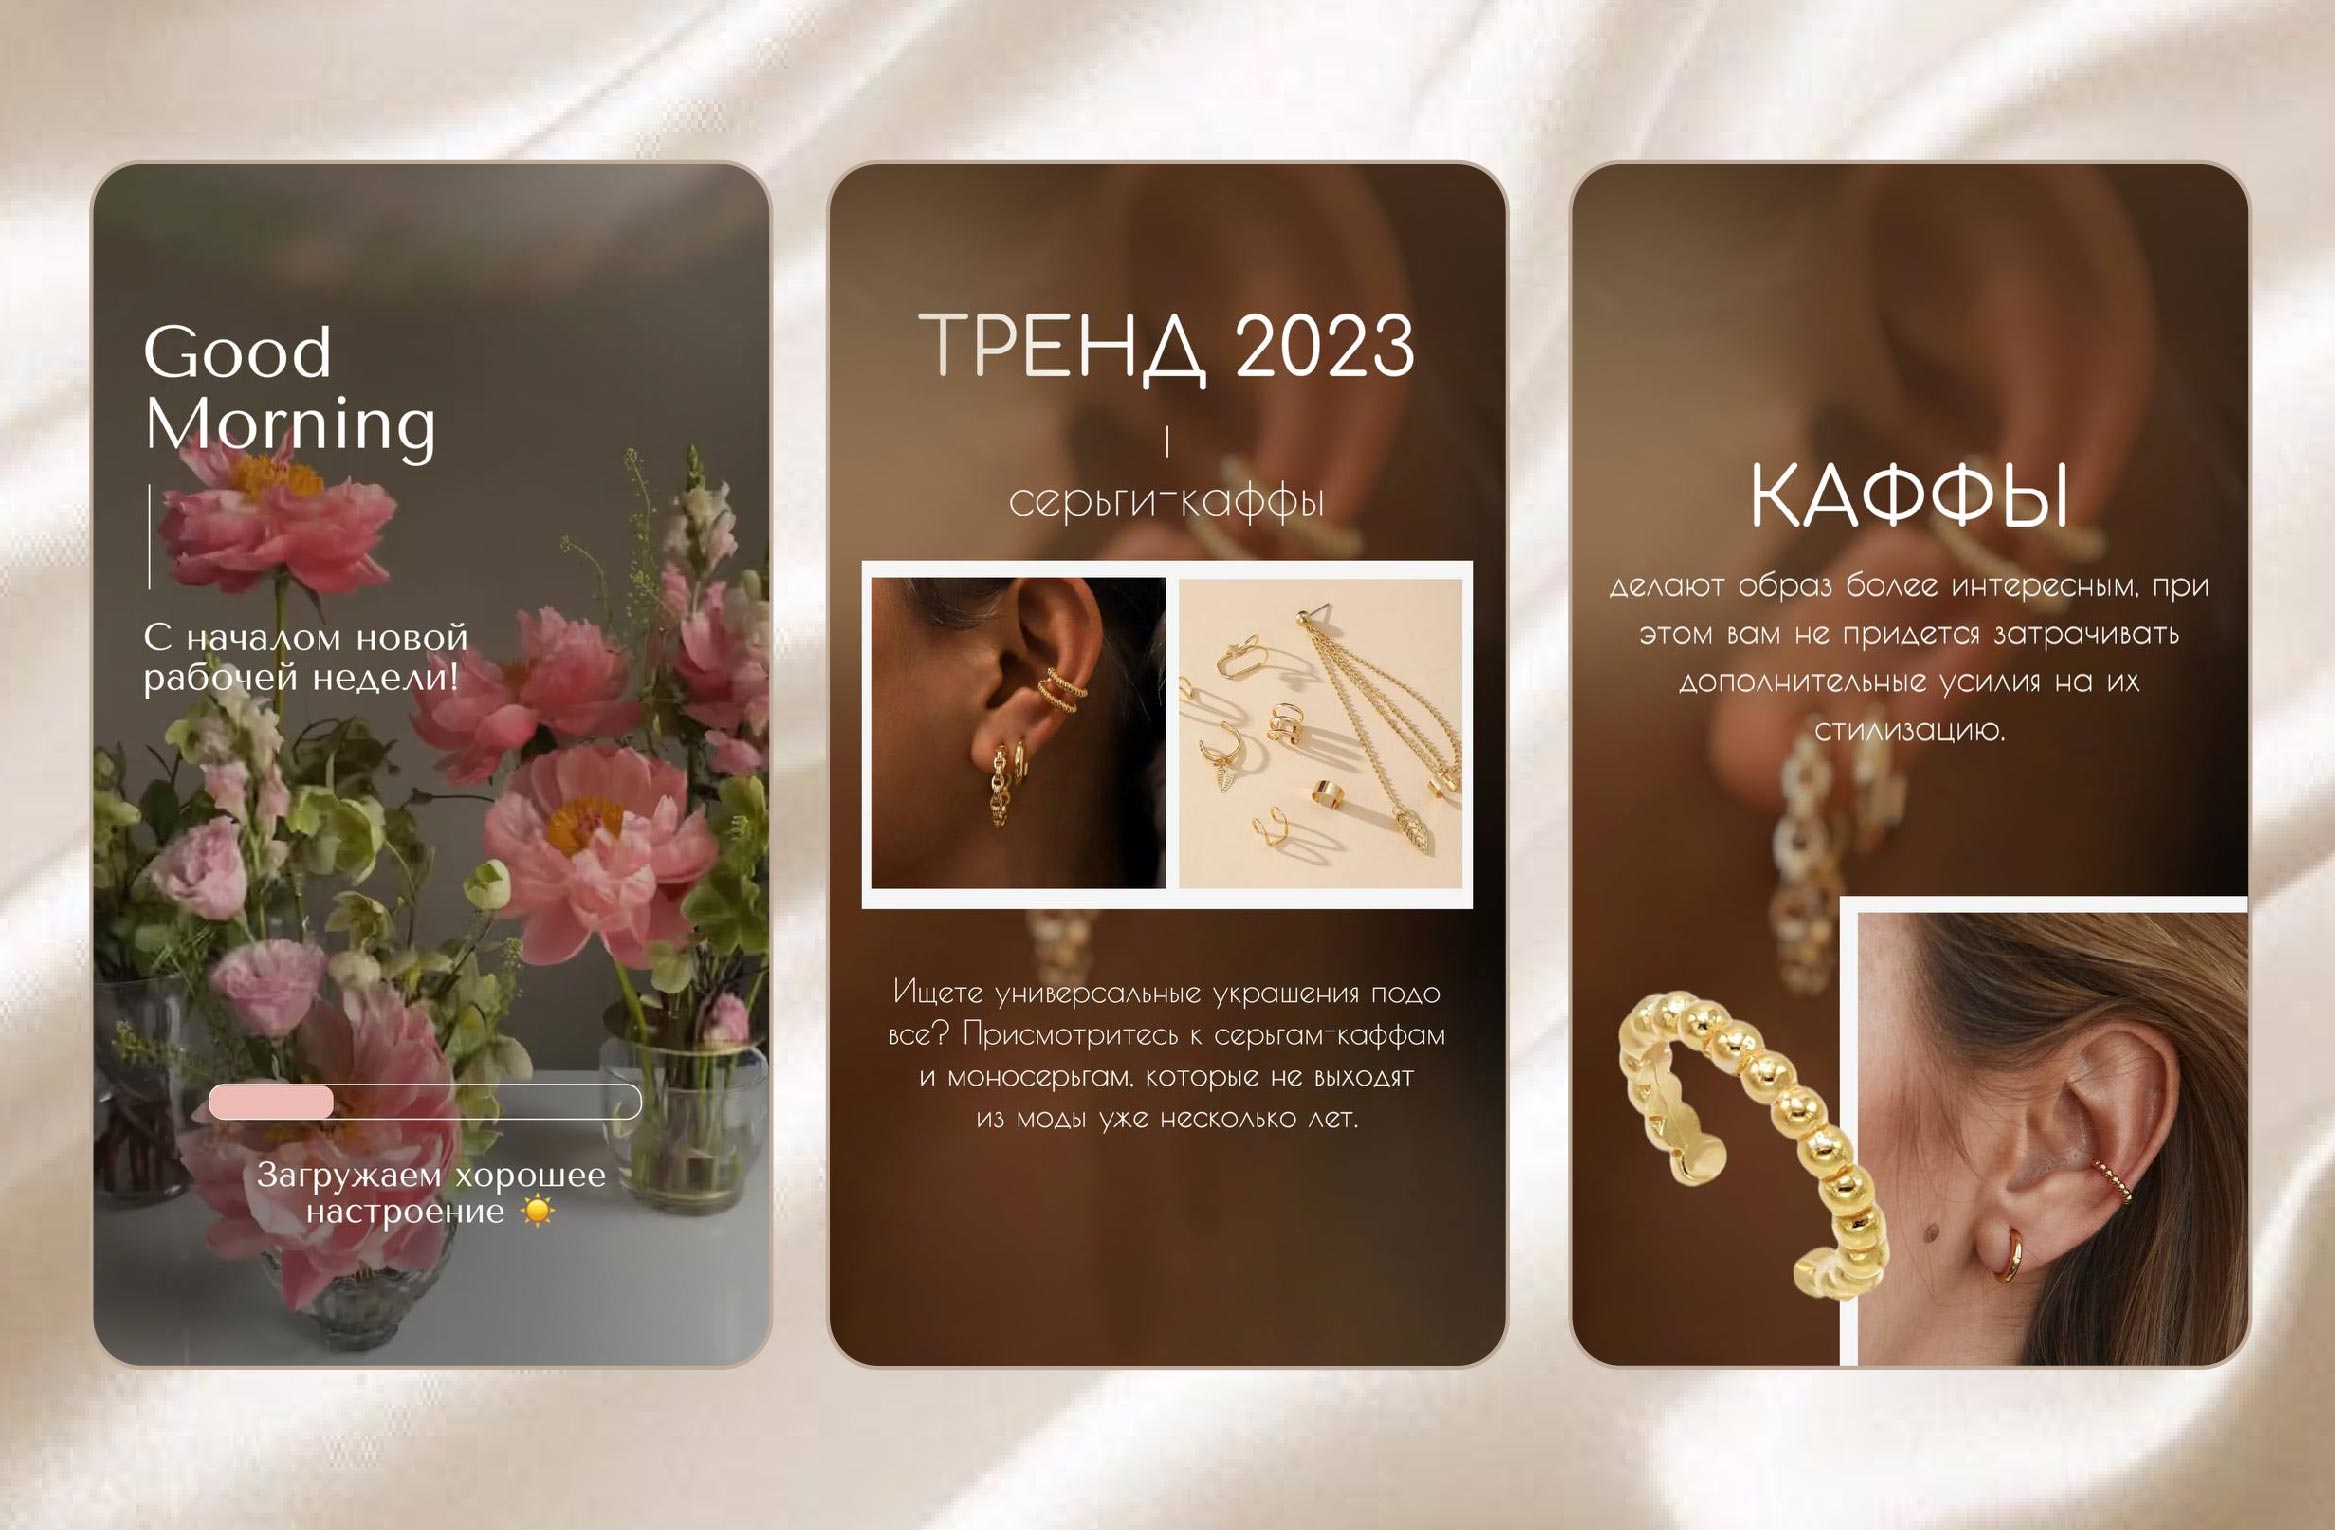 Good
Morning
С началом новой
рабочей недели!
Загружаем хорошее
настроение ☀️
ТРЕНД 2023
серьги-каффы
Ищете универсальные украшения подо
все? Присмотритесь к серьгам-каффам
и моносерьгам, которые не выходят
из моды уже несколько лет.
КАФФЫ
делают образ более интересным, при
этом вам не придется затрачивать
дополнительные усилия на их
стилизацию.